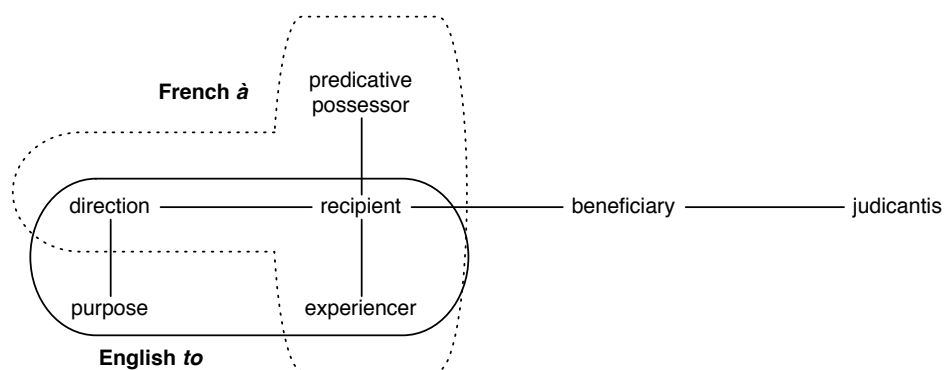 predicative
possessor
French à
direction
recipient
beneficiary
judicantis
purpose
experiencer
English to